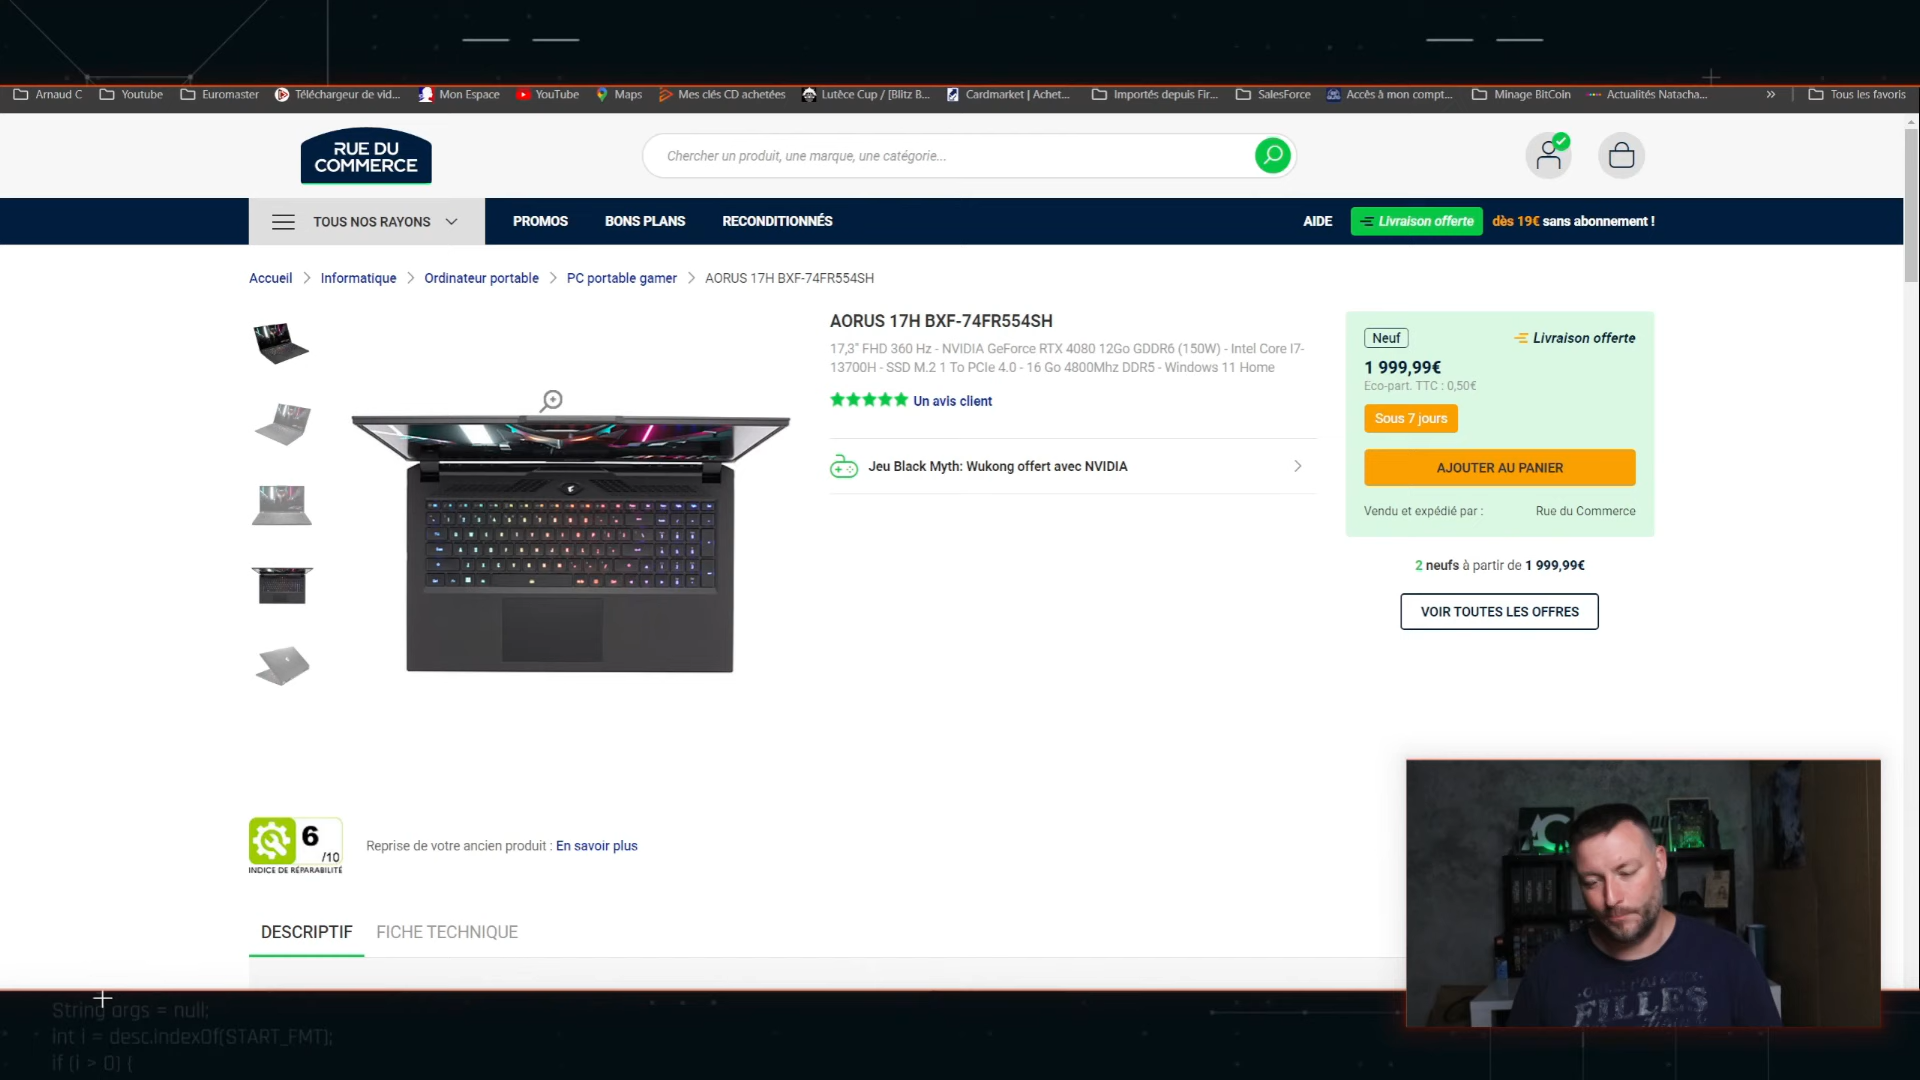 Arnaud C
Youtube
Euromaster
Téléchargeur de vid...
Mon Espace
YouTube
Maps
Mes clés CD achetées
Lutèce Cup / [Blitz B...
Cardmarket | Achet...
Importés depuis Fir...
SalesForce
Accès à mon compt...
Minage BitCoin
Actualités Natacha...
»
Tous les favoris
RUE DU
COMMERCE
Chercher un produit, une marque, une catégorie...
TOUS NOS RAYONS
PROMOS
BONS PLANS
RECONDITIONNÉS
AIDE
Livraison offerte
dès 19€ sans abonnement !
Accueil
Informatique
Ordinateur portable
PC portable gamer
AORUS 17H BXF-74FR554SH
AORUS 17H BXF-74FR554SH
17,3" FHD 360 Hz - NVIDIA GeForce RTX 4080 12Go GDDR6 (150W) - Intel Core I7-
13700H - SSD M.2 1 To PCIe 4.0 - 16 Go 4800Mhz DDR5 - Windows 11 Home
Un avis client
Jeu Black Myth: Wukong offert avec NVIDIA
Neuf
Livraison offerte
1 999,99€
Eco-part. TTC : 0,50€
Sous 7 jours
AJOUTER AU PANIER
Vendu et expédié par :
Rue du Commerce
2 neufs à partir de 1 999,99€
VOIR TOUTES LES OFFRES
6
/10
INDICE DE RÉPARABILITÉ
Reprise de votre ancien produit : En savoir plus
DESCRIPTIF
FICHE TECHNIQUE
FILLES
String args = null;
int i = desc.indexOf(START_FMT);
if (i > 0) {